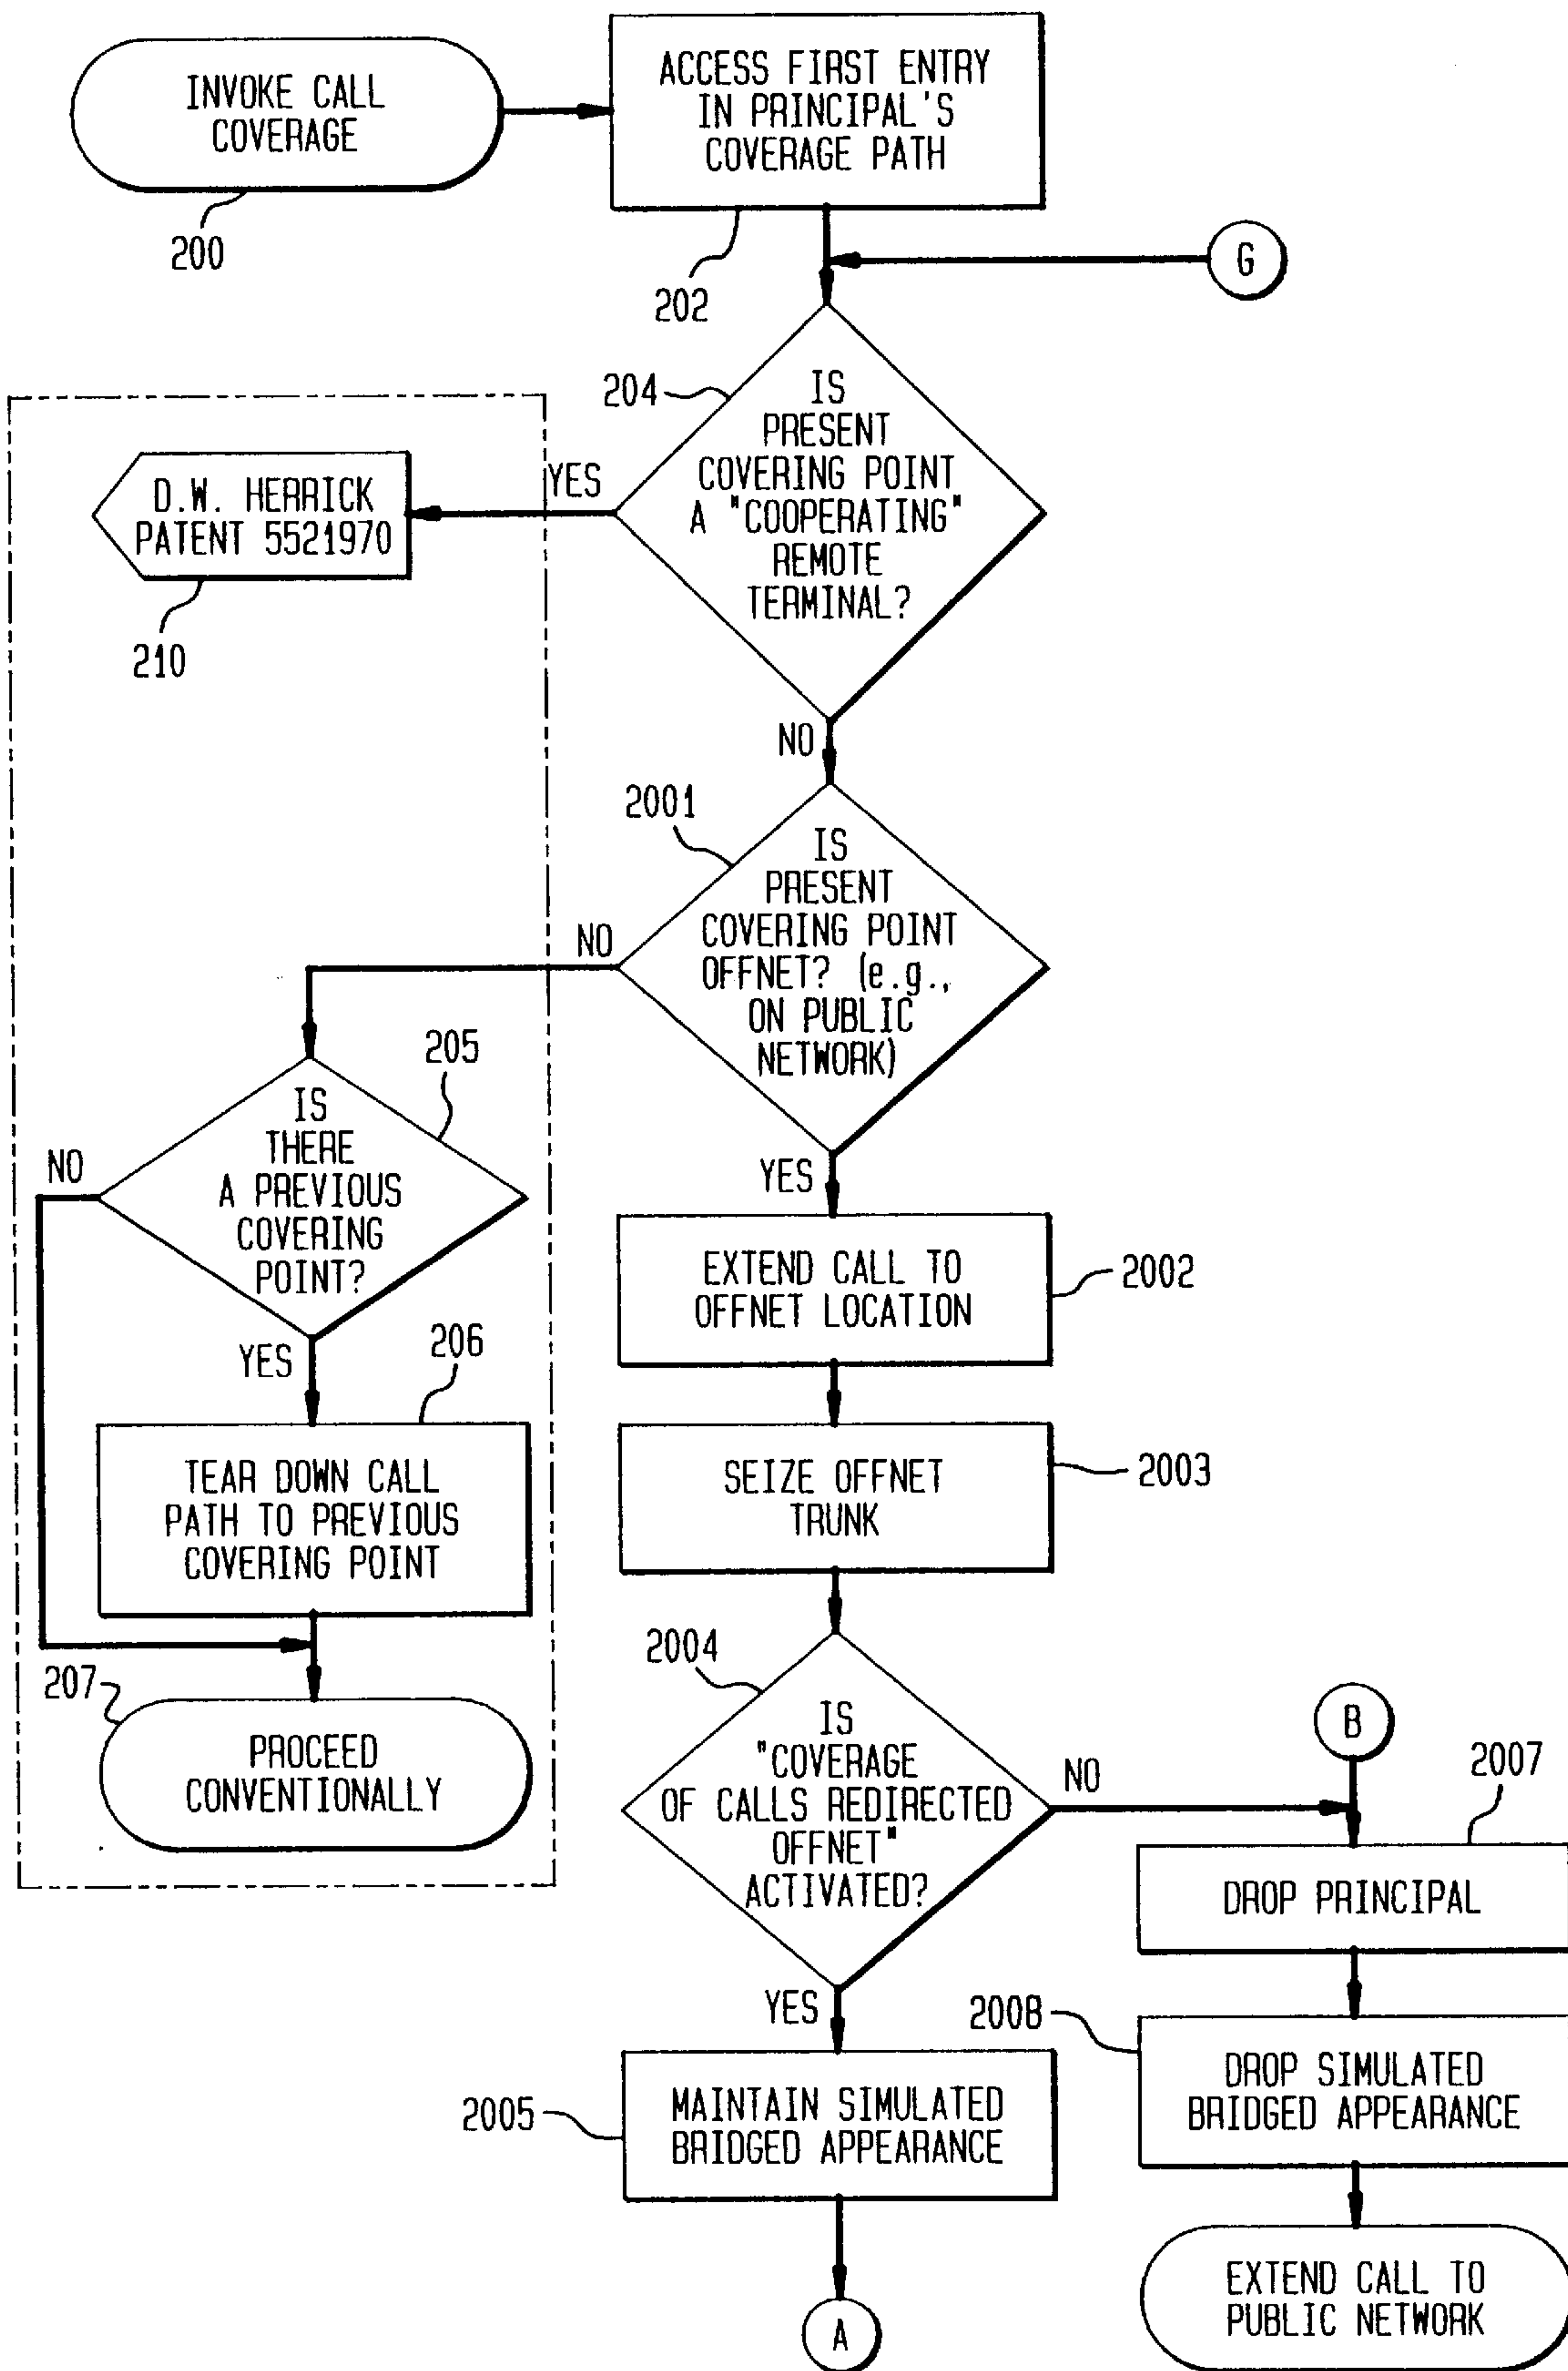 INVOKE CALL
COVERAGE
200
ACCESS FIRST ENTRY
IN PRINCIPAL'S
COVERAGE PATH
202
G
204
IS
PRESENT
COVERING POINT
A "COOPERATING"
REMOTE
TERMINAL?
YES
D.W. HERRICK
PATENT 5521970
210
NO
2001
IS
PRESENT
COVERING POINT
OFFNET? (e.g.,
ON PUBLIC
NETWORK)
NO
205
IS
THERE
A PREVIOUS
COVERING
POINT?
NO
YES
206
TEAR DOWN CALL
PATH TO PREVIOUS
COVERING POINT
207
PROCEED
CONVENTIONALLY
YES
EXTEND CALL TO
OFFNET LOCATION
2002
SEIZE OFFNET
TRUNK
2003
2004
IS
"COVERAGE
OF CALLS REDIRECTED
OFFNET"
ACTIVATED?
NO
B
2007
DROP PRINCIPAL
YES
2005
MAINTAIN SIMULATED
BRIDGED APPEARANCE
A
2008
DROP SIMULATED
BRIDGED APPEARANCE
EXTEND CALL TO
PUBLIC NETWORK